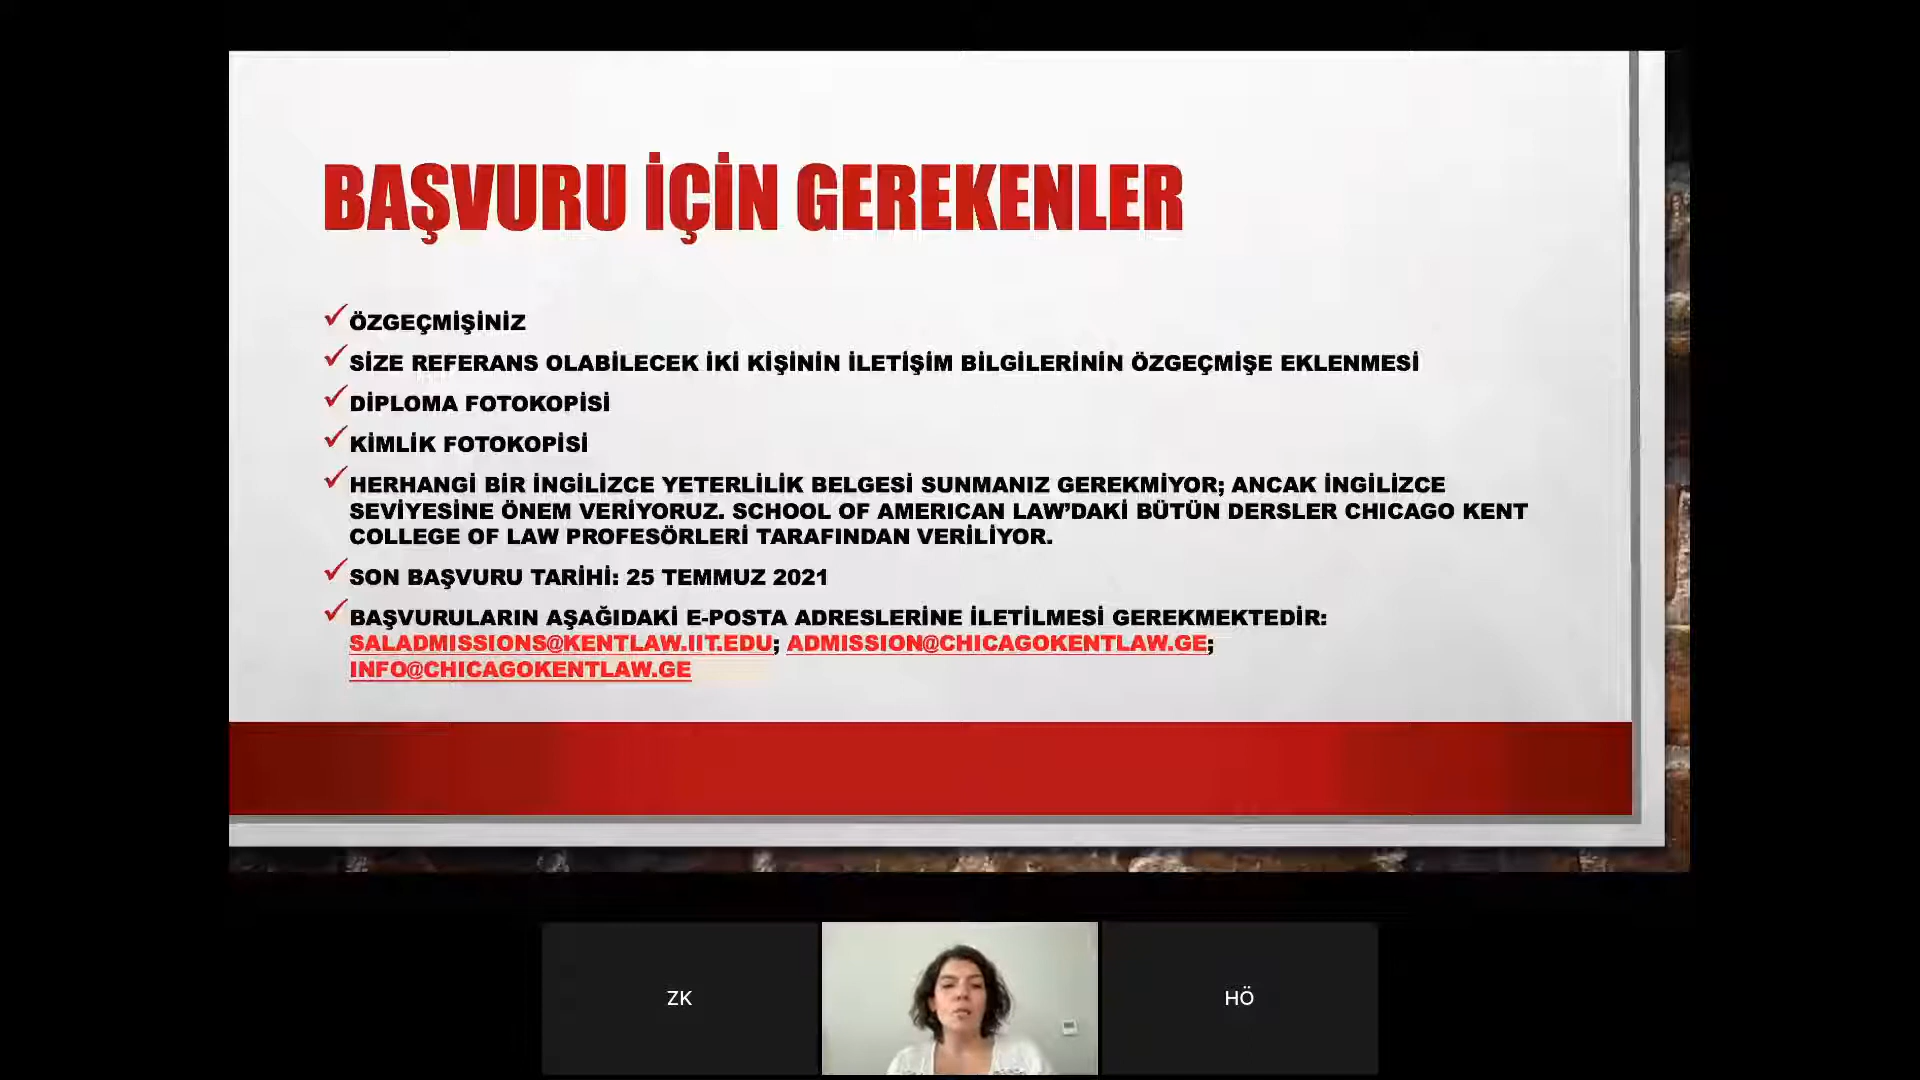 BAŞVURU İÇİN GEREKENLER
ÖZGEÇMİŞİNİZ
SİZE REFERANS OLABİLECEK İKİ KİŞİNİN İLETİŞİM BİLGİLERİNİN ÖZGEÇMİŞE EKLENMESİ
DİPLOMA FOTOKOPİSİ
KİMLİK FOTOKOPİSİ
HERHANGİ BİR İNGİLİZCE YETERLİLİK BELGESİ SUNMANIZ GEREKMİYOR; ANCAK İNGİLİZCE
SEVİYESİNE ÖNEM VERİYORUZ. SCHOOL OF AMERICAN LAW'DAKİ BÜTÜN DERSLER CHICAGO KENT
COLLEGE OF LAW PROFESÖRLERİ TARAFINDAN VERİLİYOR.
SON BAŞVURU TARİHİ: 25 TEMMUZ 2021
BAŞVURULARIN AŞAĞIDAKİ E-POSTA ADRESLERİNE İLETİLMESİ GEREKMEKTEDİR:
SALADMISSIONS@KENTLAW.IIT.EDU; ADMISSION@CHICAGOKENTLAW.GE;
INFO@CHICAGOKENTLAW.GE
ZK
HÖ